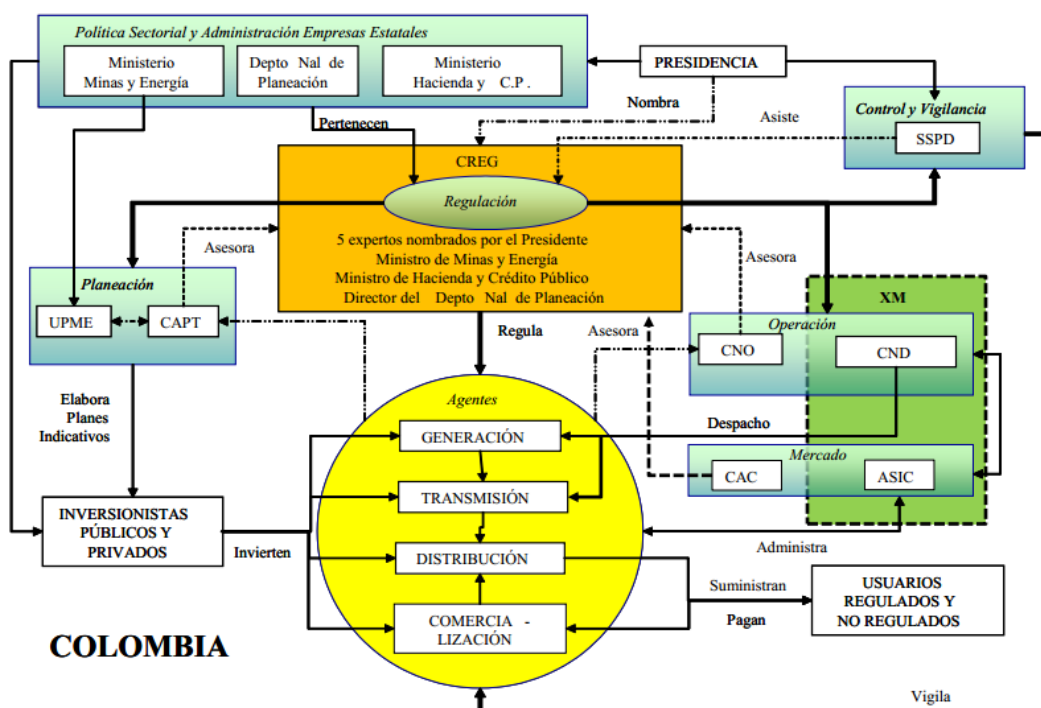 Política Sectorial y Administración Empresas Estatales
Ministerio
Minas y Energía
Depto Nal de
Planeación
Ministerio
Hacienda y C.P.
PRESIDENCIA
Nombra
Control y Vigilancia
SSPD
Pertenecen
Asiste
CREG
Regulación
5 expertos nombrados por el Presidente
Ministro de Minas y Energía
Ministro de Hacienda y Crédito Público
Director del Depto Nal de Planeación
Asesora
Asesora
Planeación
UPME
CAPT
XM
Operación
CNO
CND
Regula
Asesora
Elabora
Planes
Indicativos
Agentes
GENERACIÓN
Despacho
Mercado
CAC
ASIC
TRANSMISIÓN
INVERSIONISTAS
PÚBLICOS Y
PRIVADOS
Invierten
DISTRIBUCIÓN
Administra
Suministran
Pagan
USUARIOS
REGULADOS Y
NO REGULADOS
COMERCIA -
LIZACIÓN
COLOMBIA
Vigila